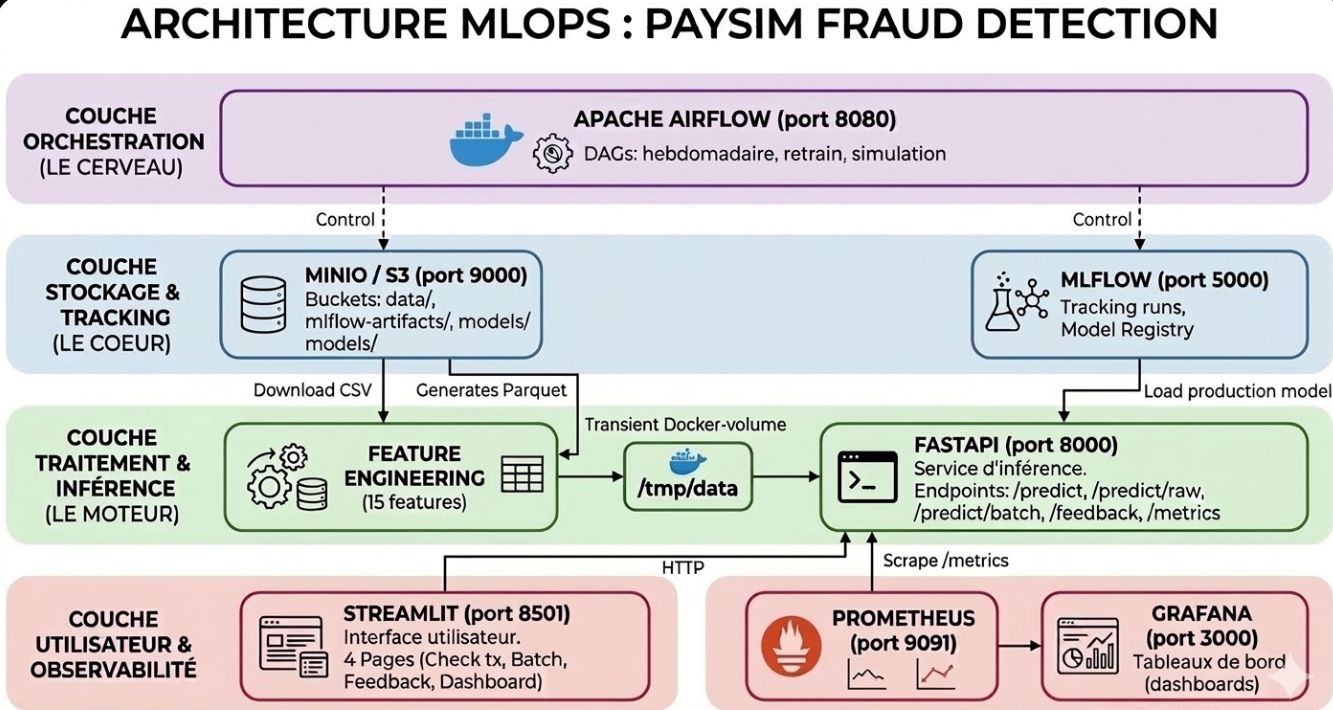 ARCHITECTURE MLOPS : PAYSIM FRAUD DETECTION
COUCHE
ORCHESTRATION
(LE CERVEAU)
APACHE AIRFLOW (port 8080)
DAGs: hebdomadaire, retrain, simulation
Control
Control
COUCHE
STOCKAGE &
TRACKING
(LE COEUR)
MINIO / S3 (port 9000)
Buckets: data/,
mlflow-artifacts/, models/
models/
MLFLOW (port 5000)
Tracking runs,
Model Registry
Download CSV
Generates Parquet
Load production model
COUCHE
TRAITEMENT &
INFÉRENCE
(LE MOTEUR)
FEATURE
ENGINEERING
(15 features)
Transient Docker-volume
/tmp/data
FASTAPI (port 8000)
Service d'inférence.
Endpoints: /predict, /predict/raw,
/predict/batch, /feedback, /metrics
HTTP
Scrape /metrics
COUCHE
UTILISATEUR &
OBSERVABILITÉ
STREAMLIT (port 8501)
Interface utilisateur.
4 Pages (Check tx, Batch,
Feedback, Dashboard)
PROMETHEUS
(port 9091)
GRAFANA
(port 3000)
Tableaux de bord
(dashboards)